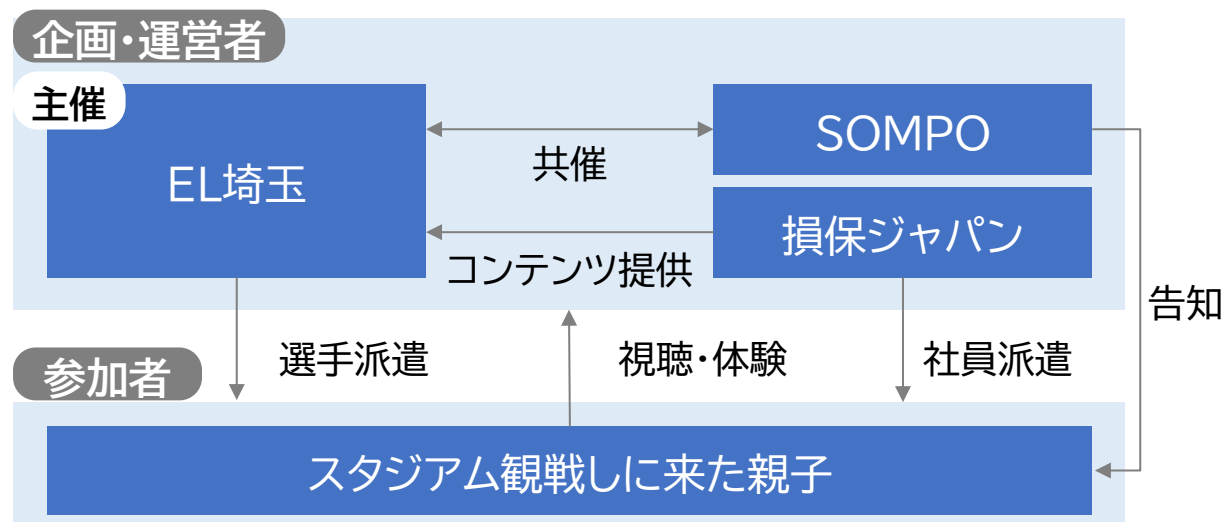 企画・運営者
主催
EL埼玉
共催
コンテンツ提供
SOMPO
損保ジャパン
告知
選手派遣
視聴・体験
社員派遣
参加者
スタジアム観戦しに来た親子